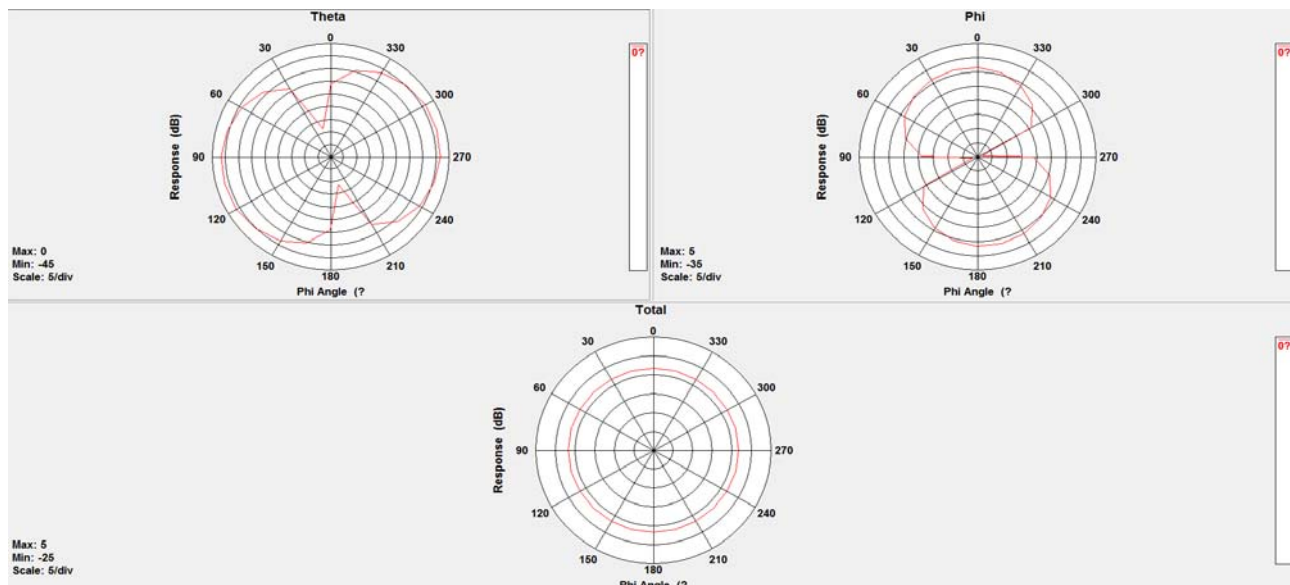 Theta
0
30 330
60 300
90 270
120 240
150 210
180
Response (dB)
Max: 0
Min: -45
Scale: 5/div
Phi Angle (?
0?
Phi
0
30 330
60 300
90 270
120 240
150 210
180
Response (dB)
Max: 5
Min: -35
Scale: 5/div
Phi Angle (?
0?
Total
0
30 330
60 300
90 270
120 240
150 210
180
Response (dB)
Max: 5
Min: -25
Scale: 5/div
Phi Angle (?
0?